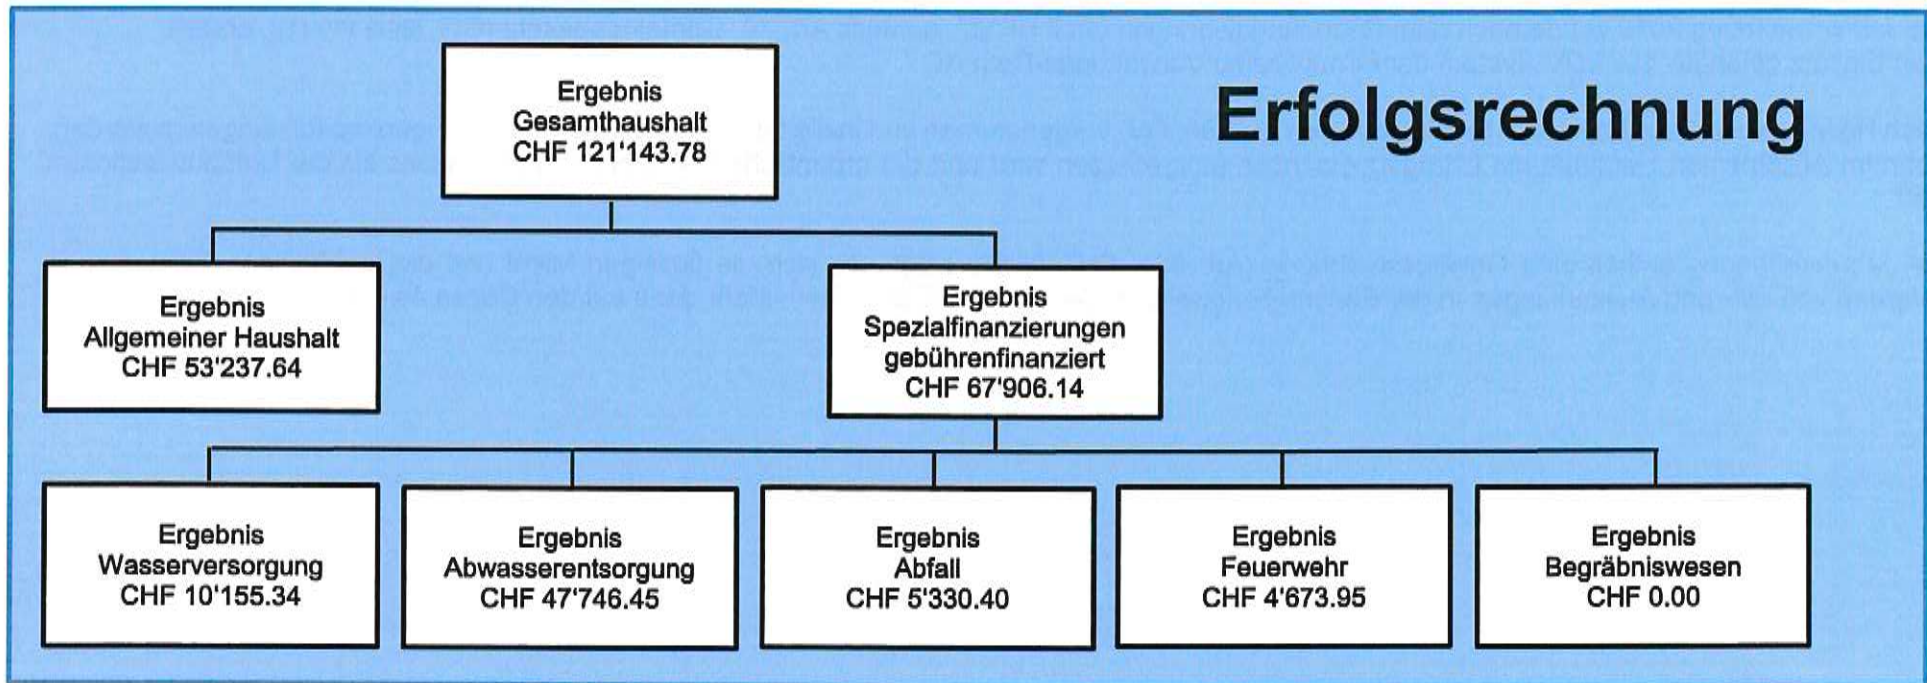 Ergebnis
Gesamthaushalt
CHF 121'143.78
Erfolgsrechnung
Ergebnis
Allgemeiner Haushalt
CHF 53'237.64
Ergebnis
Spezialfinanzierungen
gebührenfinanziert
CHF 67'906.14
Ergebnis
Wasserversorgung
CHF 10'155.34
Ergebnis
Abwasserentsorgung
CHF 47'746.45
Ergebnis
Abfall
CHF 5'330.40
Ergebnis
Feuerwehr
CHF 4'673.95
Ergebnis
Begräbniswesen
CHF 0.00